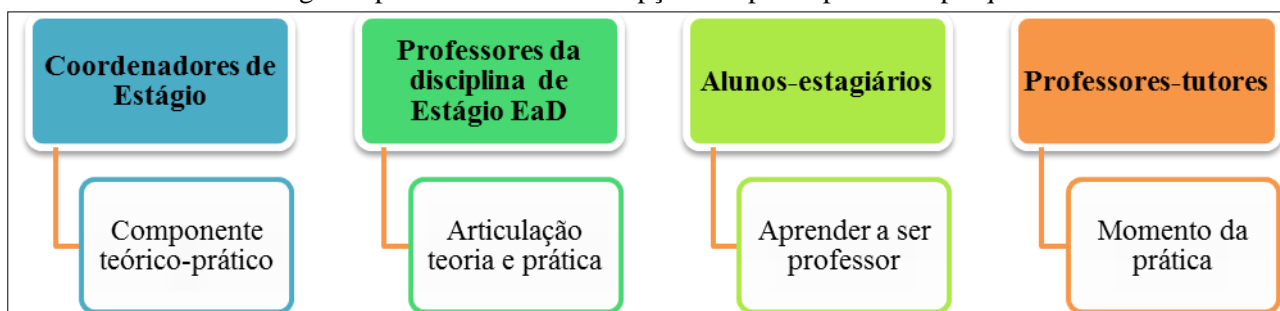 Coordenadores de
Estágio
Componente
teórico-prático
Professores da
disciplina de
Estágio EaD
Articulação
teoria e prática
Alunos-estagiários
Aprender a ser
professor
Professores-tutores
Momento da
prática